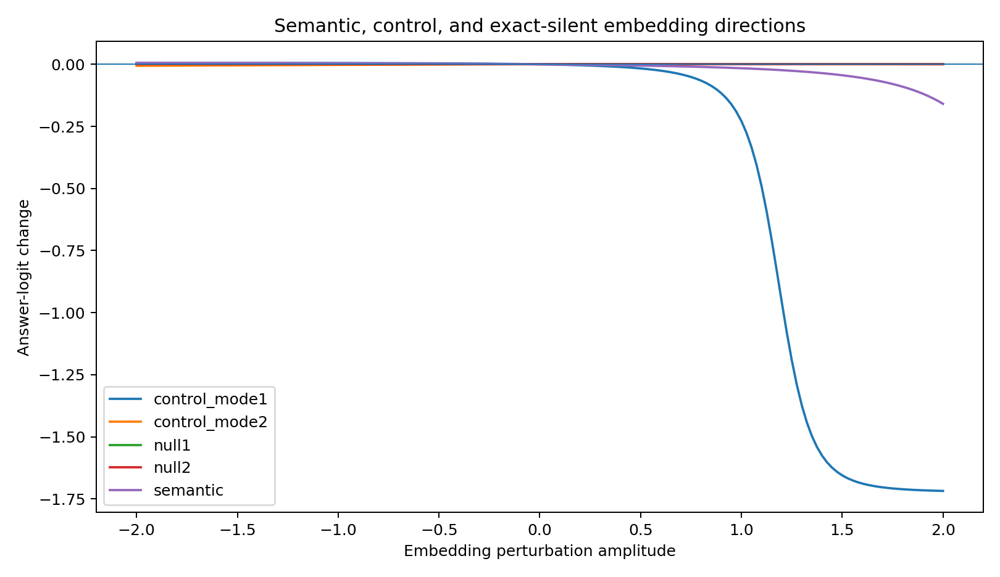 Semantic, control, and exact-silent embedding directions
Answer-logit change
0.00
−0.25
−0.50
−0.75
−1.00
−1.25
−1.50
−1.75
control_mode1
control_mode2
null1
null2
semantic
−2.0 −1.5 −1.0 −0.5 0.0 0.5 1.0 1.5 2.0
Embedding perturbation amplitude